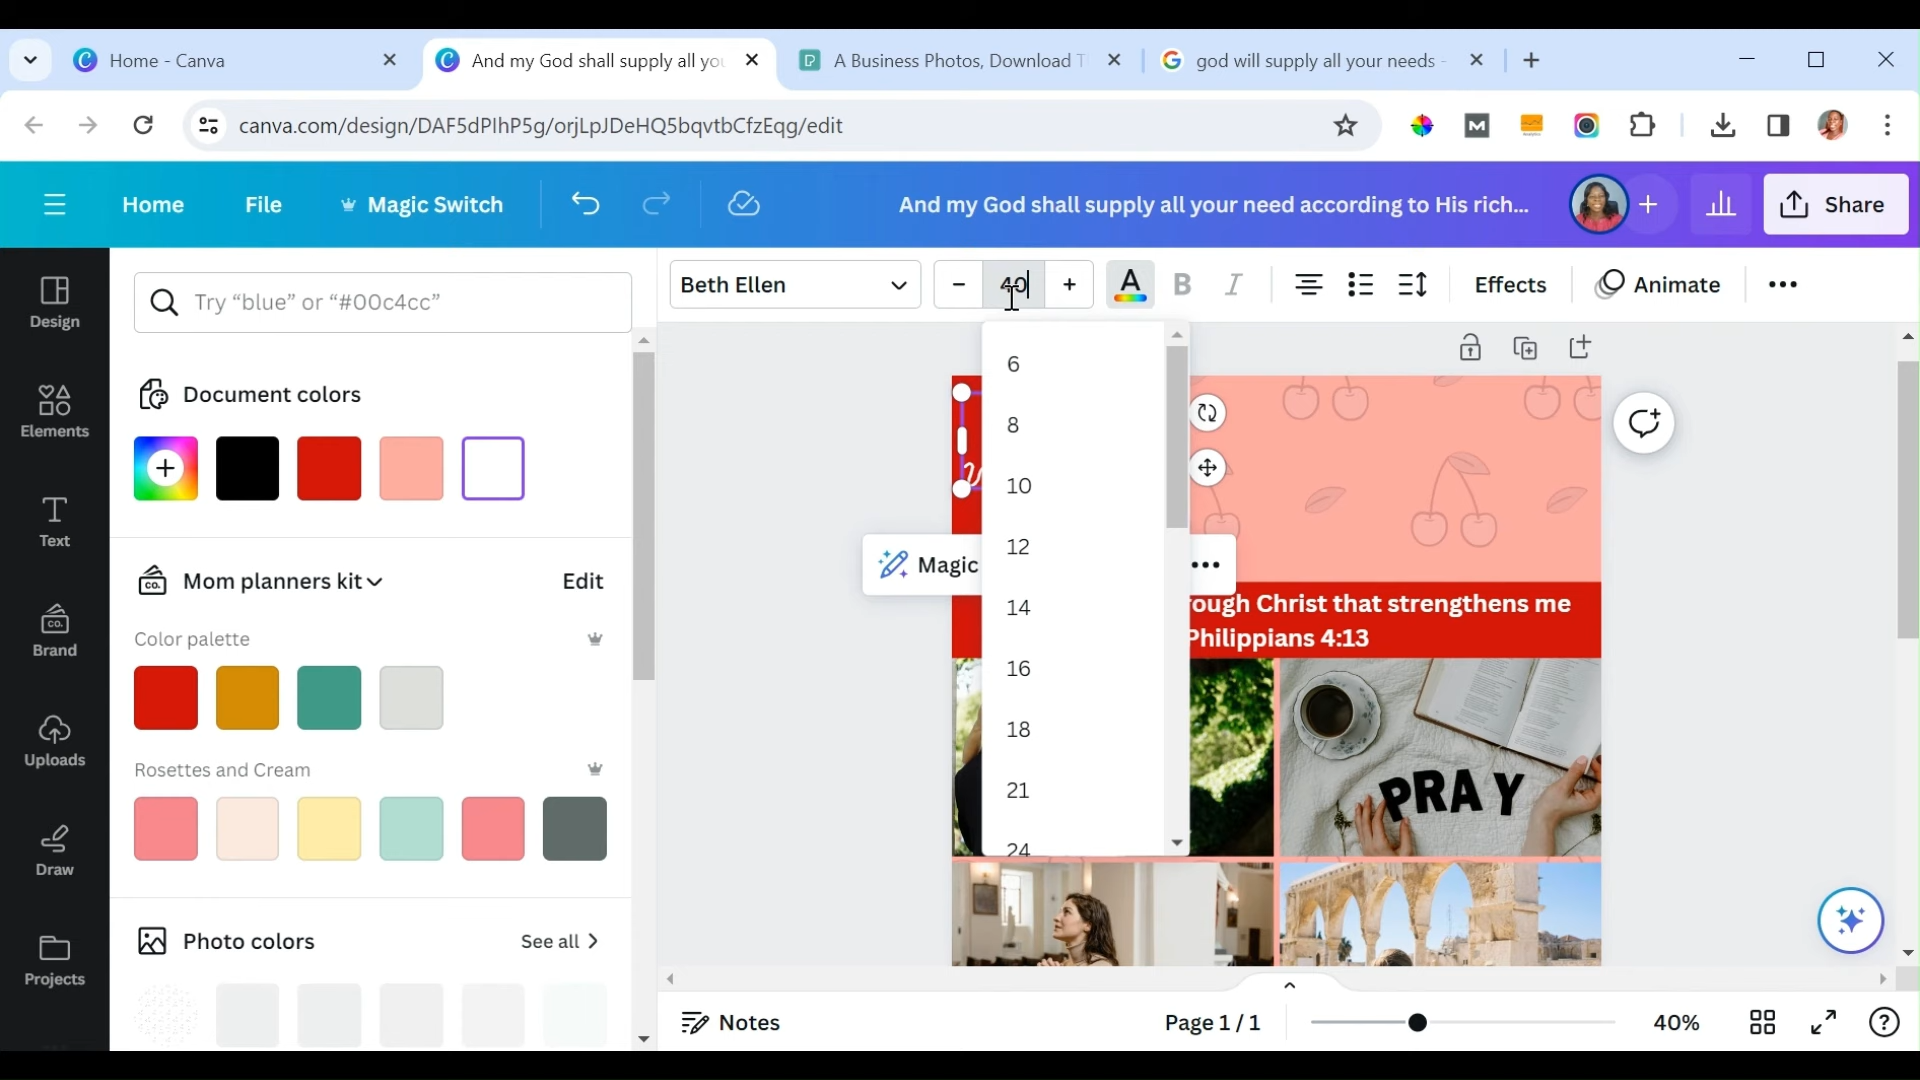 Home - Canva
And my God shall supply all you
A Business Photos, Download T
god will supply all your needs -
canva.com/design/DAF5dPIhP5g/orjLpJDeHQ5bqvtbCfzEqg/edit
Home
File
Magic Switch
And my God shall supply all your need according to His rich...
Share
Design
Elements
Text
Brand
Uploads
Draw
Projects
Try “blue” or “#00c4cc”
Document colors
Mom planners kit
Edit
Color palette
Rosettes and Cream
Photo colors
See all
Beth Ellen
40
A
B
I
Effects
Animate
6
8
10
12
14
16
18
21
24
Magic
rough Christ that strengthens me
Philippians 4:13
PRAY
Notes
Page 1 / 1
40%